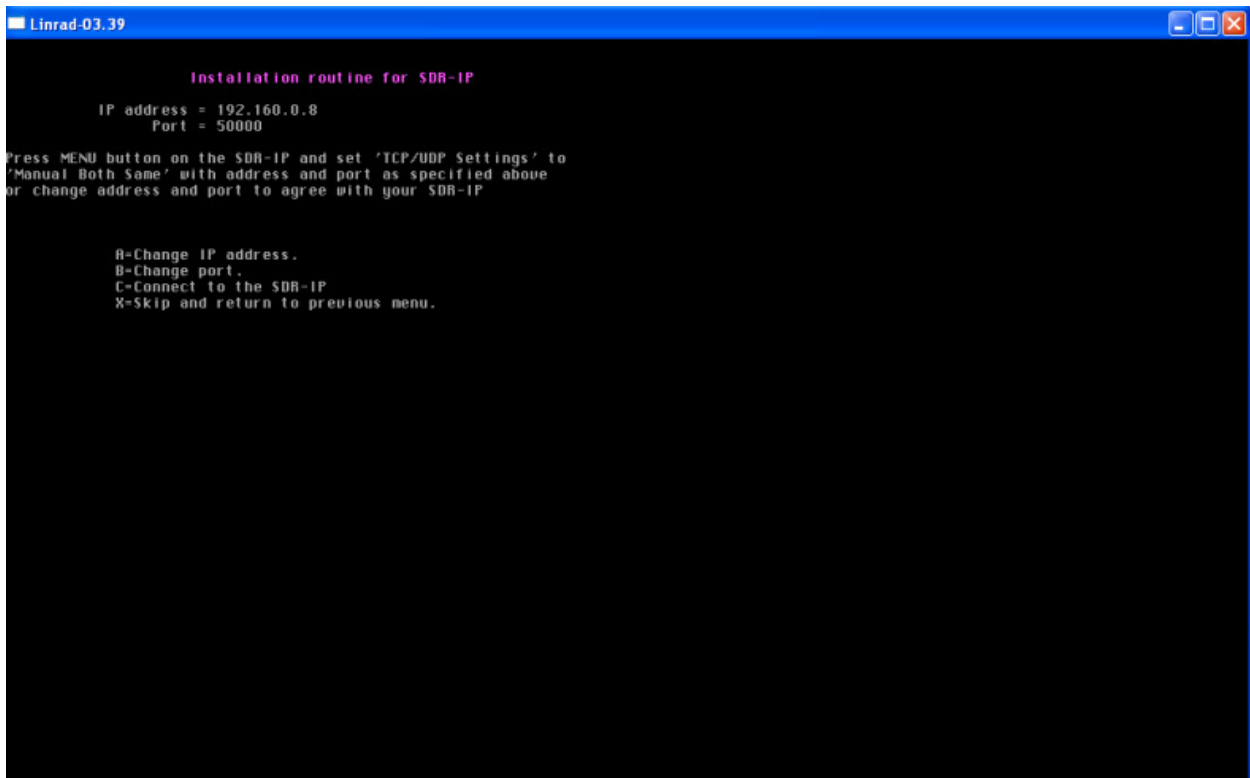 Linrad-03.39
Installation routine for SDR-IP
IP address = 192.160.0.8
Port = 50000
Press MENU button on the SDR-IP and set 'TCP/UDP Settings' to
'Manual Both Same' with address and port as specified above
or change address and port to agree with your SDR-IP
A=Change IP address.
B=Change port.
C=Connect to the SDR-IP
X=Skip and return to previous menu.